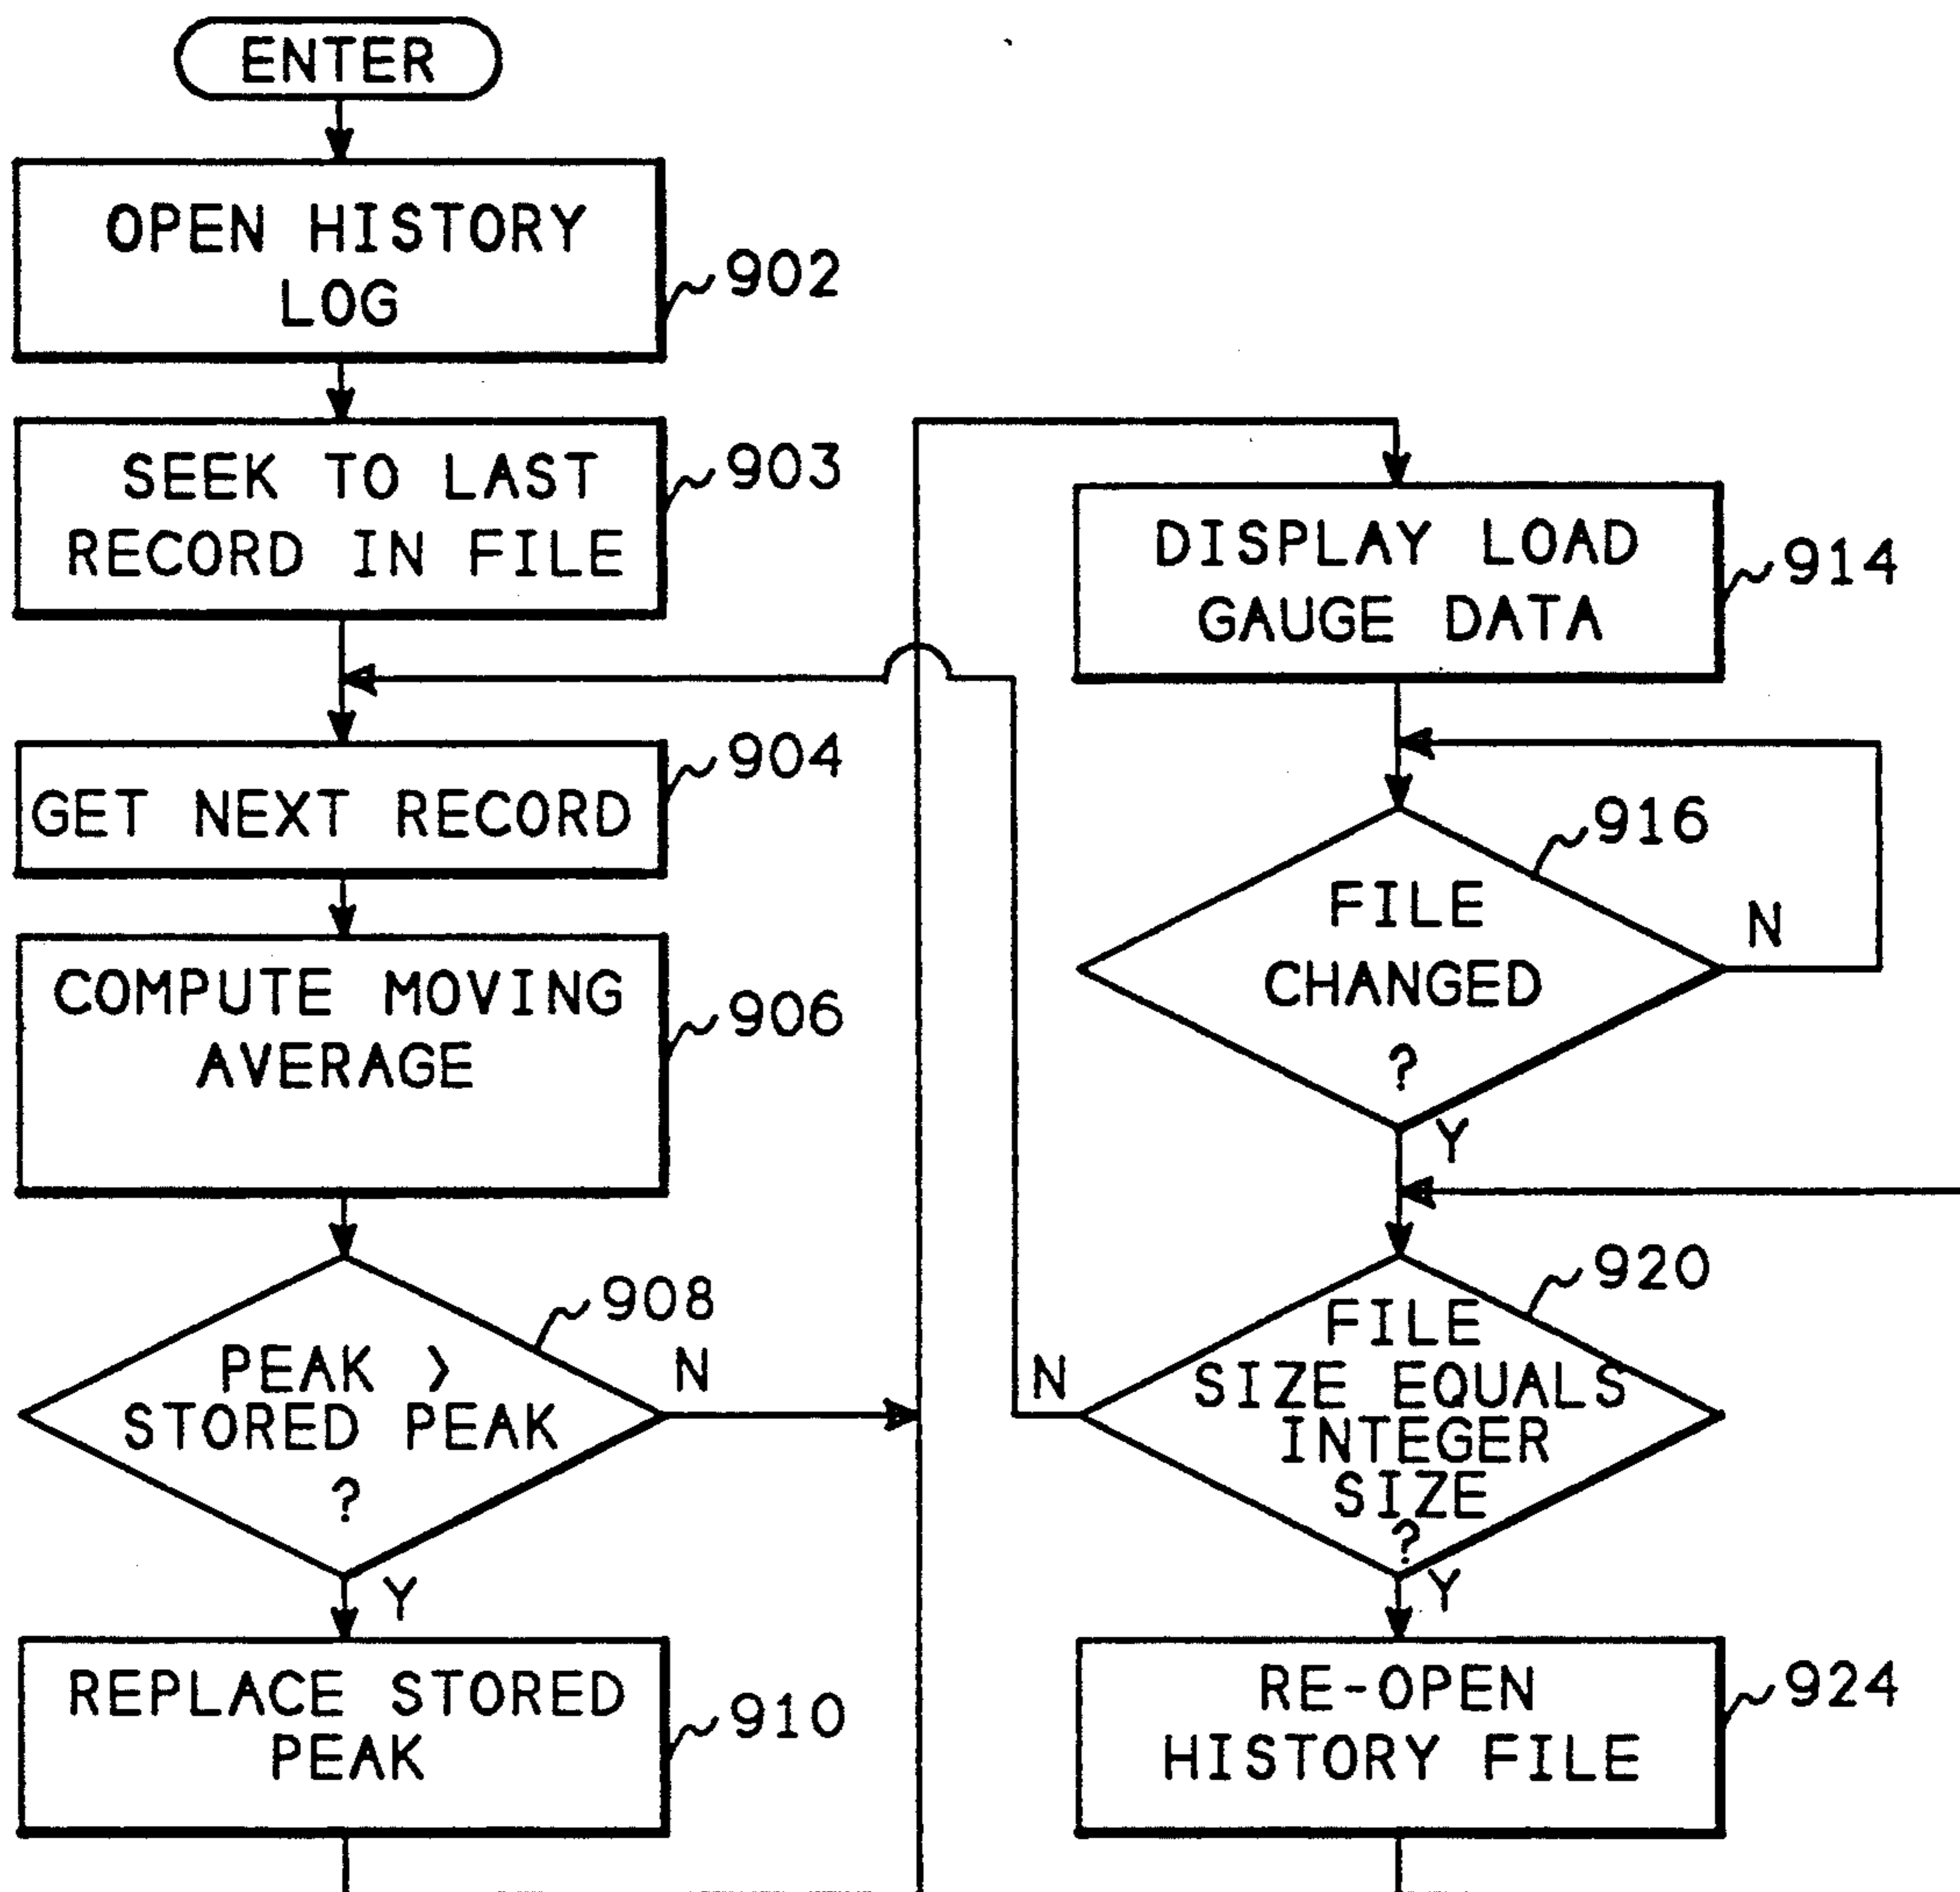 ENTER
OPEN HISTORY
LOG
902
SEEK TO LAST
RECORD IN FILE
903
GET NEXT RECORD
904
COMPUTE MOVING
AVERAGE
906
PEAK >
STORED PEAK
?
908
N
Y
REPLACE STORED
PEAK
910
DISPLAY LOAD
GAUGE DATA
914
FILE
CHANGED
?
916
N
Y
FILE
SIZE EQUALS
INTEGER
SIZE
?
920
N
Y
RE-OPEN
HISTORY FILE
924